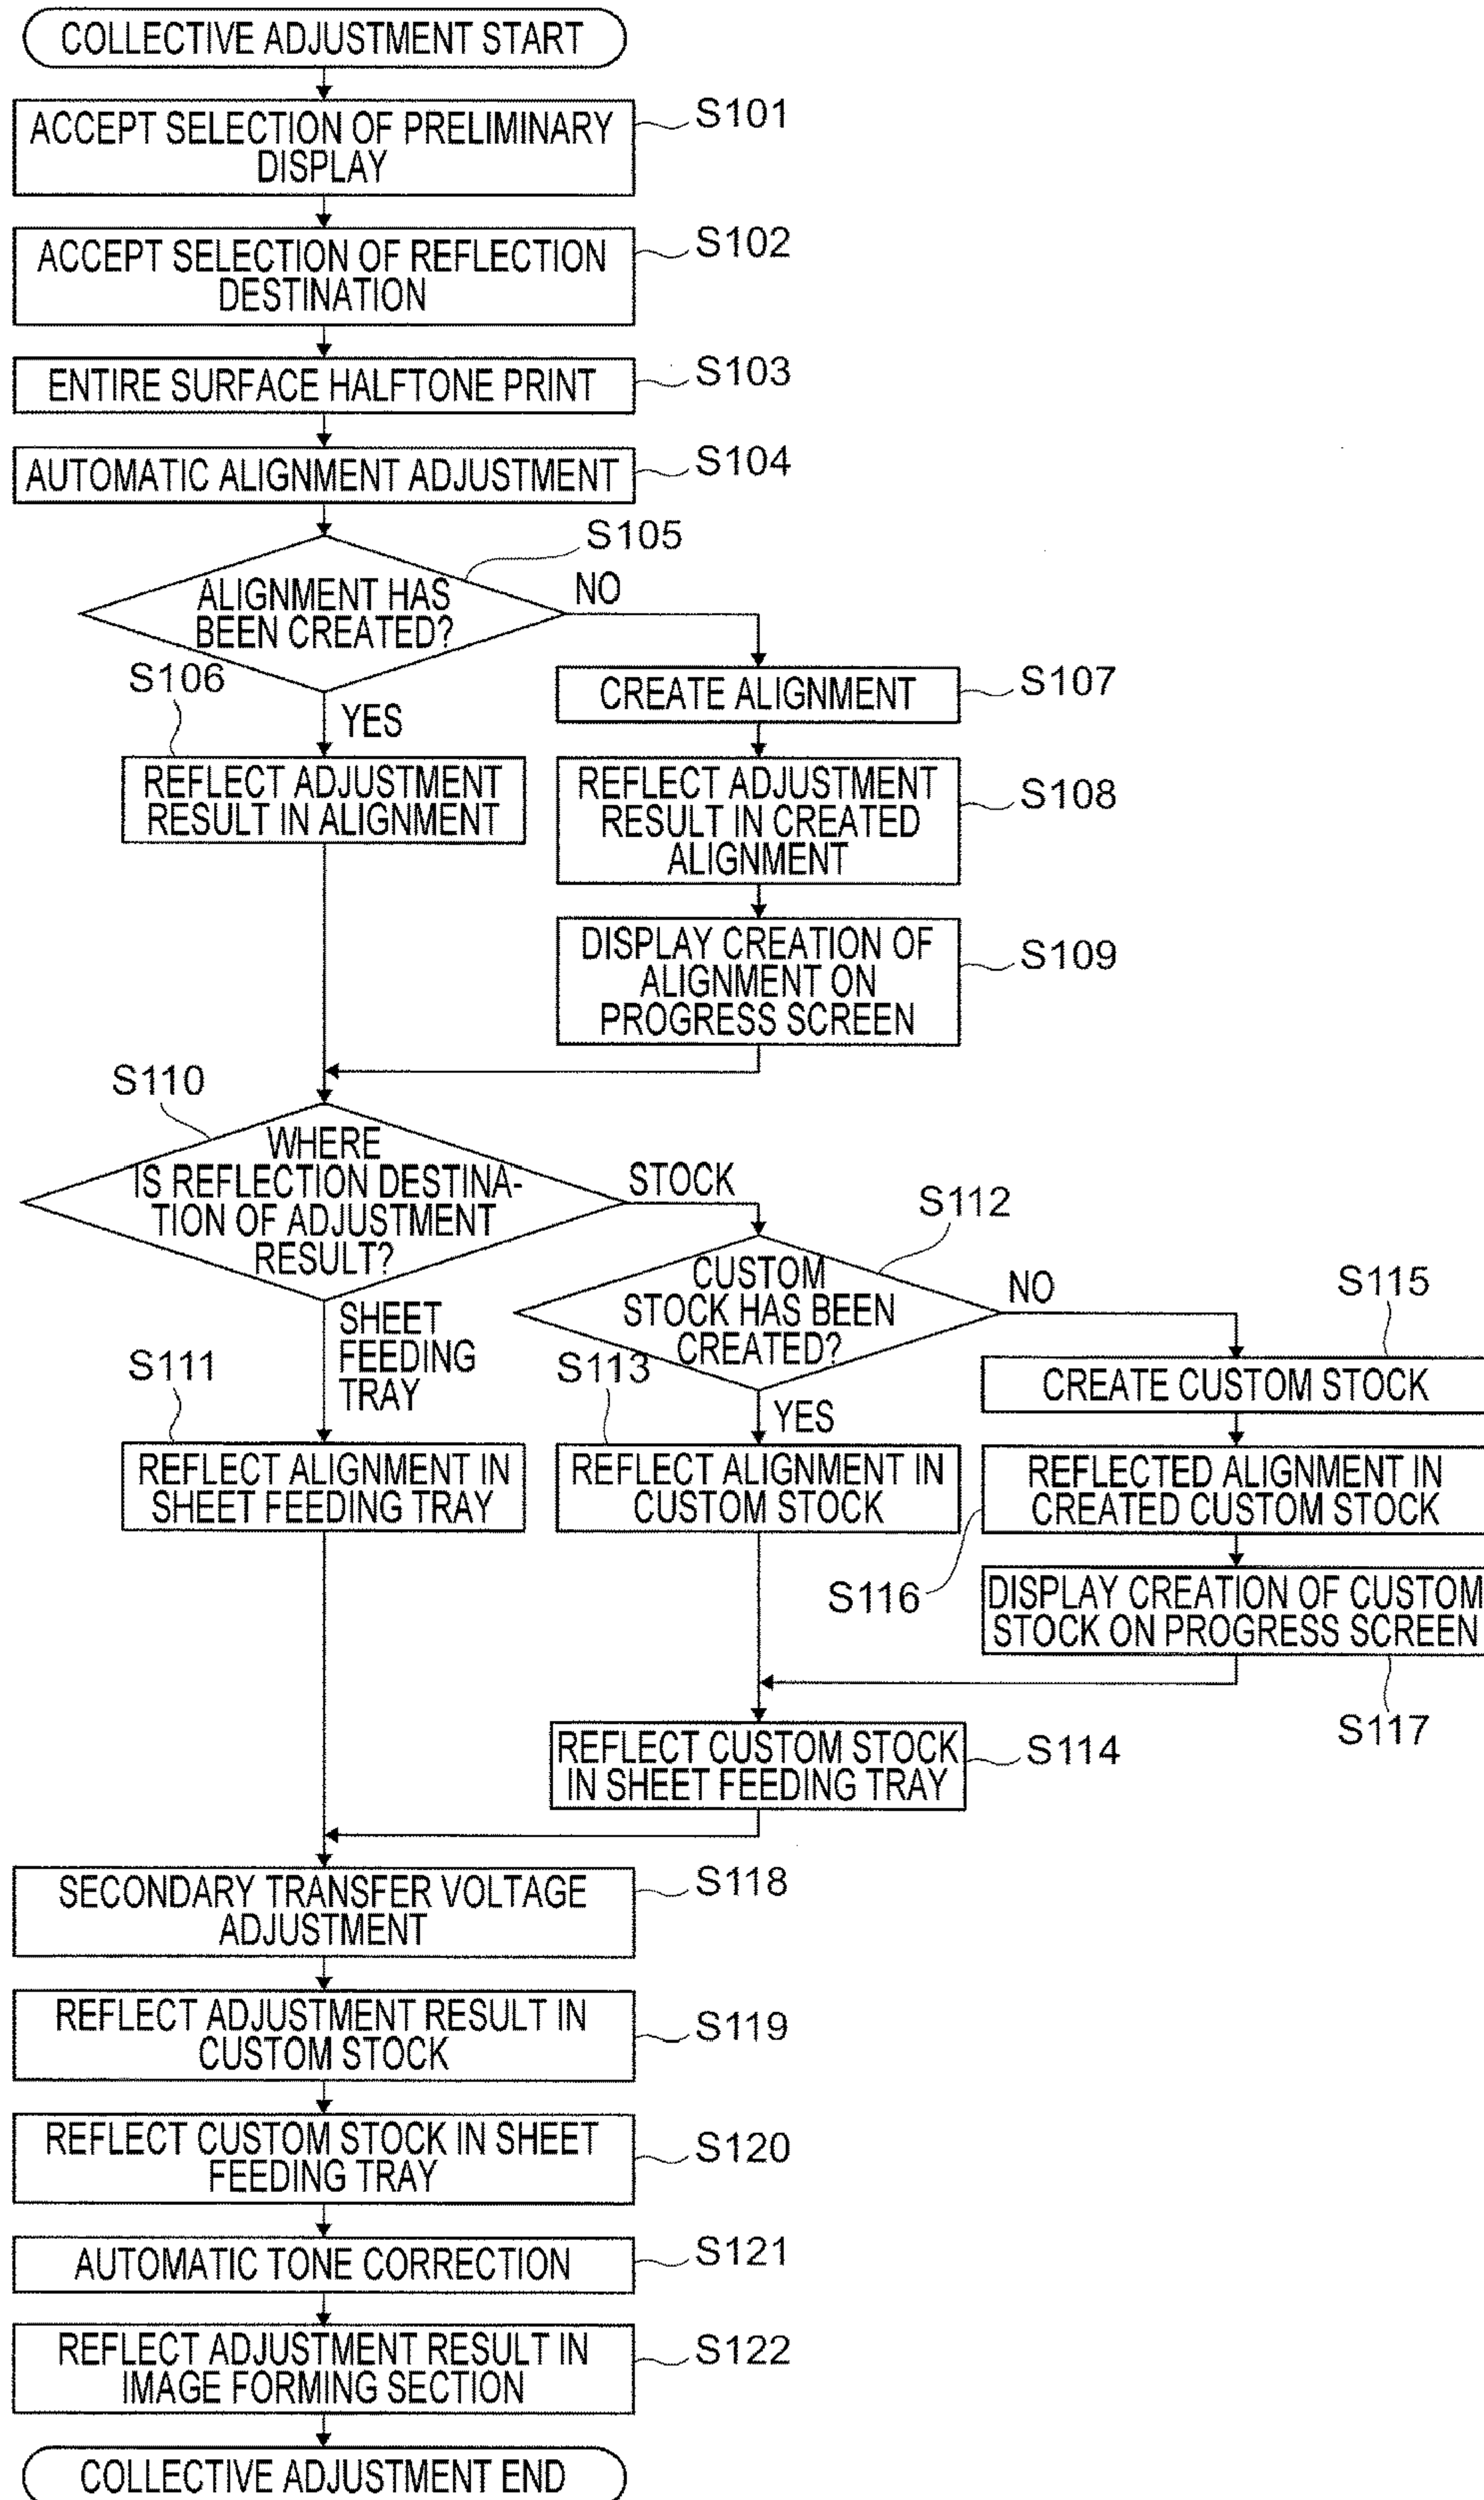 COLLECTIVE ADJUSTMENT START
ACCEPT SELECTION OF PRELIMINARY
DISPLAY
S101
ACCEPT SELECTION OF REFLECTION
DESTINATION
S102
ENTIRE SURFACE HALFTONE PRINT
S103
AUTOMATIC ALIGNMENT ADJUSTMENT
S104
S105
ALIGNMENT HAS
BEEN CREATED?
NO
S106
YES
REFLECT ADJUSTMENT
RESULT IN ALIGNMENT
CREATE ALIGNMENT
S107
REFLECT ADJUSTMENT
RESULT IN CREATED
ALIGNMENT
S108
DISPLAY CREATION OF
ALIGNMENT ON
PROGRESS SCREEN
S109
S110
WHERE
IS REFLECTION DESTINA-
TION OF ADJUSTMENT
RESULT?
STOCK
SHEET
FEEDING
TRAY
S111
REFLECT ALIGNMENT IN
SHEET FEEDING TRAY
S112
CUSTOM
STOCK HAS BEEN
CREATED?
NO
S113
YES
REFLECT ALIGNMENT IN
CUSTOM STOCK
S115
CREATE CUSTOM STOCK
REFLECTED ALIGNMENT IN
CREATED CUSTOM STOCK
S116
DISPLAY CREATION OF CUSTOM
STOCK ON PROGRESS SCREEN
S117
REFLECT CUSTOM STOCK
IN SHEET FEEDING TRAY
S114
SECONDARY TRANSFER VOLTAGE
ADJUSTMENT
S118
REFLECT ADJUSTMENT RESULT IN
CUSTOM STOCK
S119
REFLECT CUSTOM STOCK IN SHEET
FEEDING TRAY
S120
AUTOMATIC TONE CORRECTION
S121
REFLECT ADJUSTMENT RESULT IN
IMAGE FORMING SECTION
S122
COLLECTIVE ADJUSTMENT END